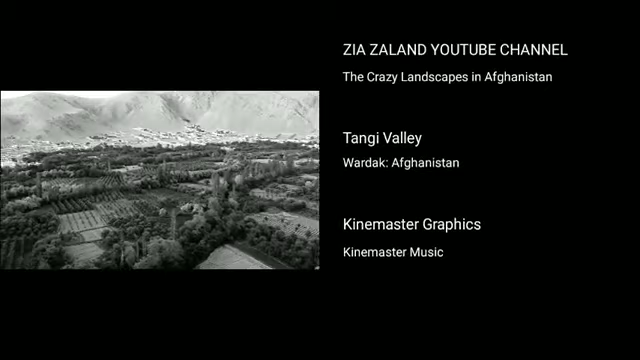 ZIA ZALAND YOUTUBE CHANNEL
The Crazy Landscapes in Afghanistan
Tangi Valley
Wardak: Afghanistan
Kinemaster Graphics
Kinemaster Music